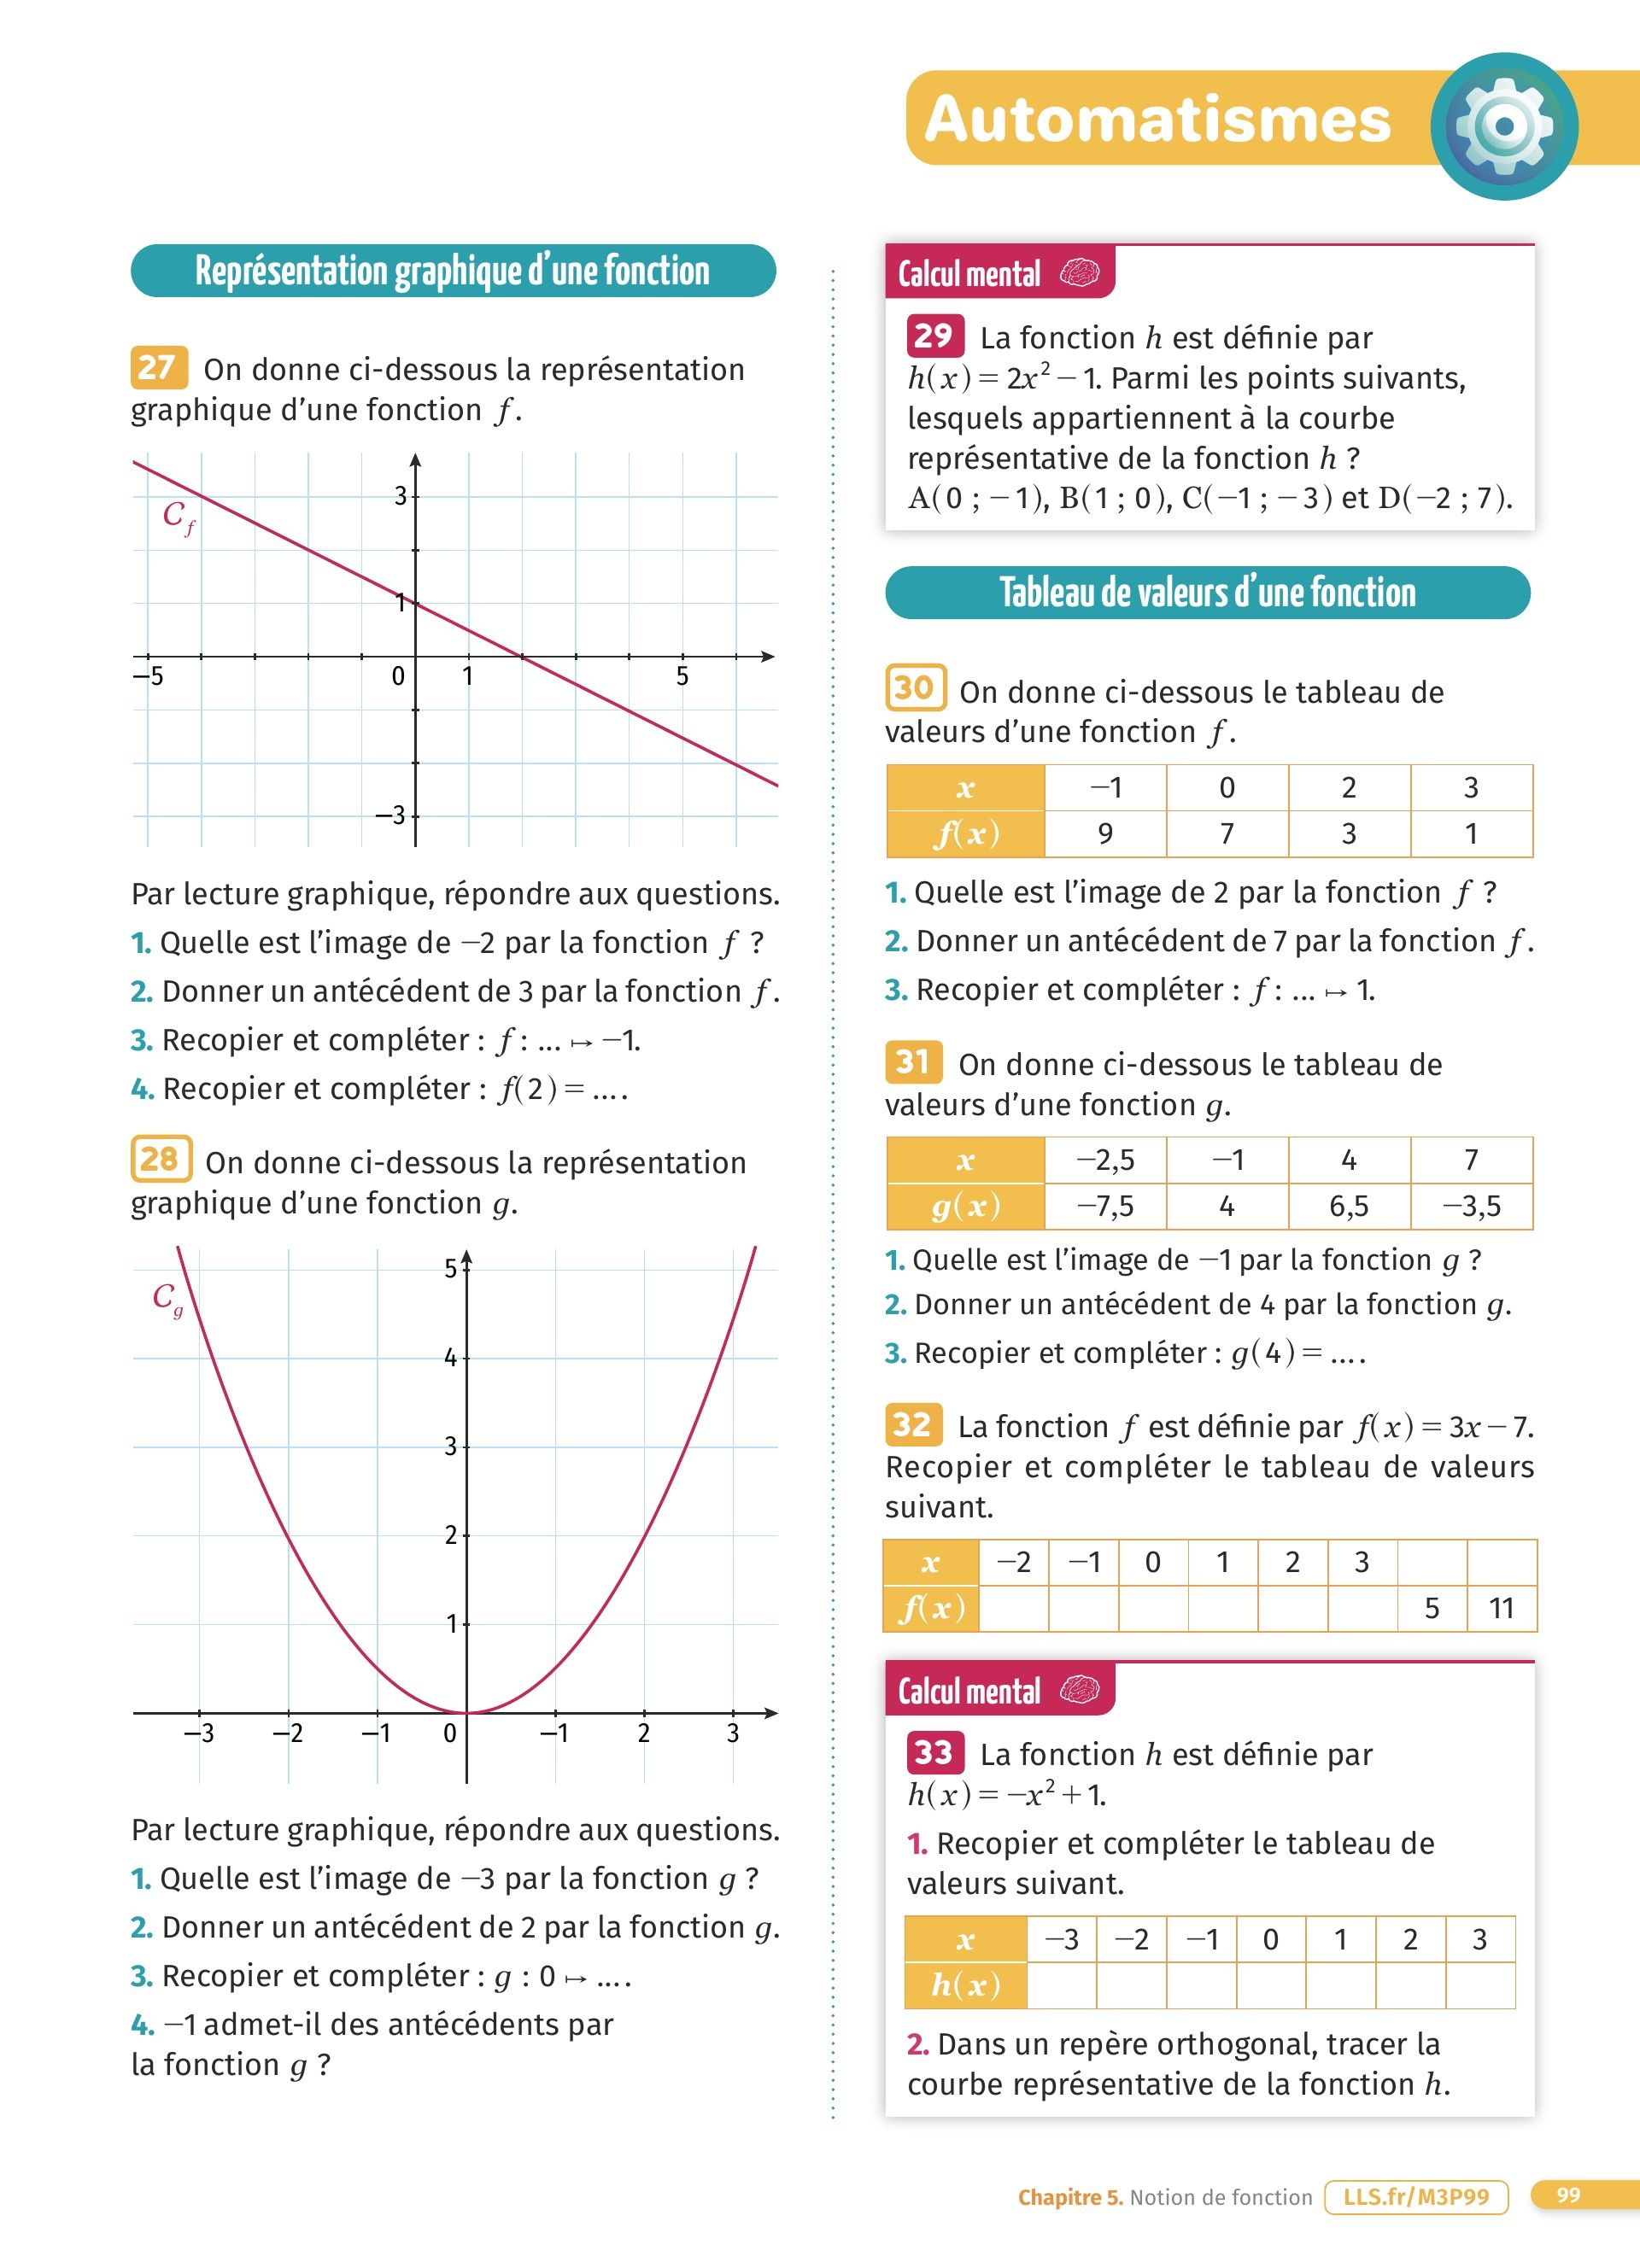 Automatismes
Représentation graphique d’une fonction
27 On donne ci-dessous la représentation
graphique d’une fonction f.
C_f
3
1
−5 0 1 5
−3
Par lecture graphique, répondre aux questions.
1. Quelle est l’image de −2 par la fonction f ?
2. Donner un antécédent de 3 par la fonction f.
3. Recopier et compléter : f : ... ↦ −1.
4. Recopier et compléter : f(2) = ....
28 On donne ci-dessous la représentation
graphique d’une fonction g.
C_g
5
4
3
2
1
−3 −2 −1 0 −1 2 3
Par lecture graphique, répondre aux questions.
1. Quelle est l’image de −3 par la fonction g ?
2. Donner un antécédent de 2 par la fonction g.
3. Recopier et compléter : g : 0 ↦ ....
4. −1 admet-il des antécédents par
la fonction g ?
Calcul mental
29 La fonction h est définie par
h(x) = 2x² − 1. Parmi les points suivants,
lesquels appartiennent à la courbe
représentative de la fonction h ?
A(0 ; −1), B(1 ; 0), C(−1 ; −3) et D(−2 ; 7).
Tableau de valeurs d’une fonction
30 On donne ci-dessous le tableau de
valeurs d’une fonction f.
x −1 0 2 3
f(x) 9 7 3 1
1. Quelle est l’image de 2 par la fonction f ?
2. Donner un antécédent de 7 par la fonction f.
3. Recopier et compléter : f : ... ↦ 1.
31 On donne ci-dessous le tableau de
valeurs d’une fonction g.
x −2,5 −1 4 7
g(x) −7,5 4 6,5 −3,5
1. Quelle est l’image de −1 par la fonction g ?
2. Donner un antécédent de 4 par la fonction g.
3. Recopier et compléter : g(4) = ....
32 La fonction f est définie par f(x) = 3x − 7.
Recopier et compléter le tableau de valeurs
suivant.
x −2 −1 0 1 2 3
f(x) 5 11
Calcul mental
33 La fonction h est définie par
h(x) = −x² + 1.
1. Recopier et compléter le tableau de
valeurs suivant.
x −3 −2 −1 0 1 2 3
h(x)
2. Dans un repère orthogonal, tracer la
courbe représentative de la fonction h.
Chapitre 5. Notion de fonction LLS.fr/M3P99 99